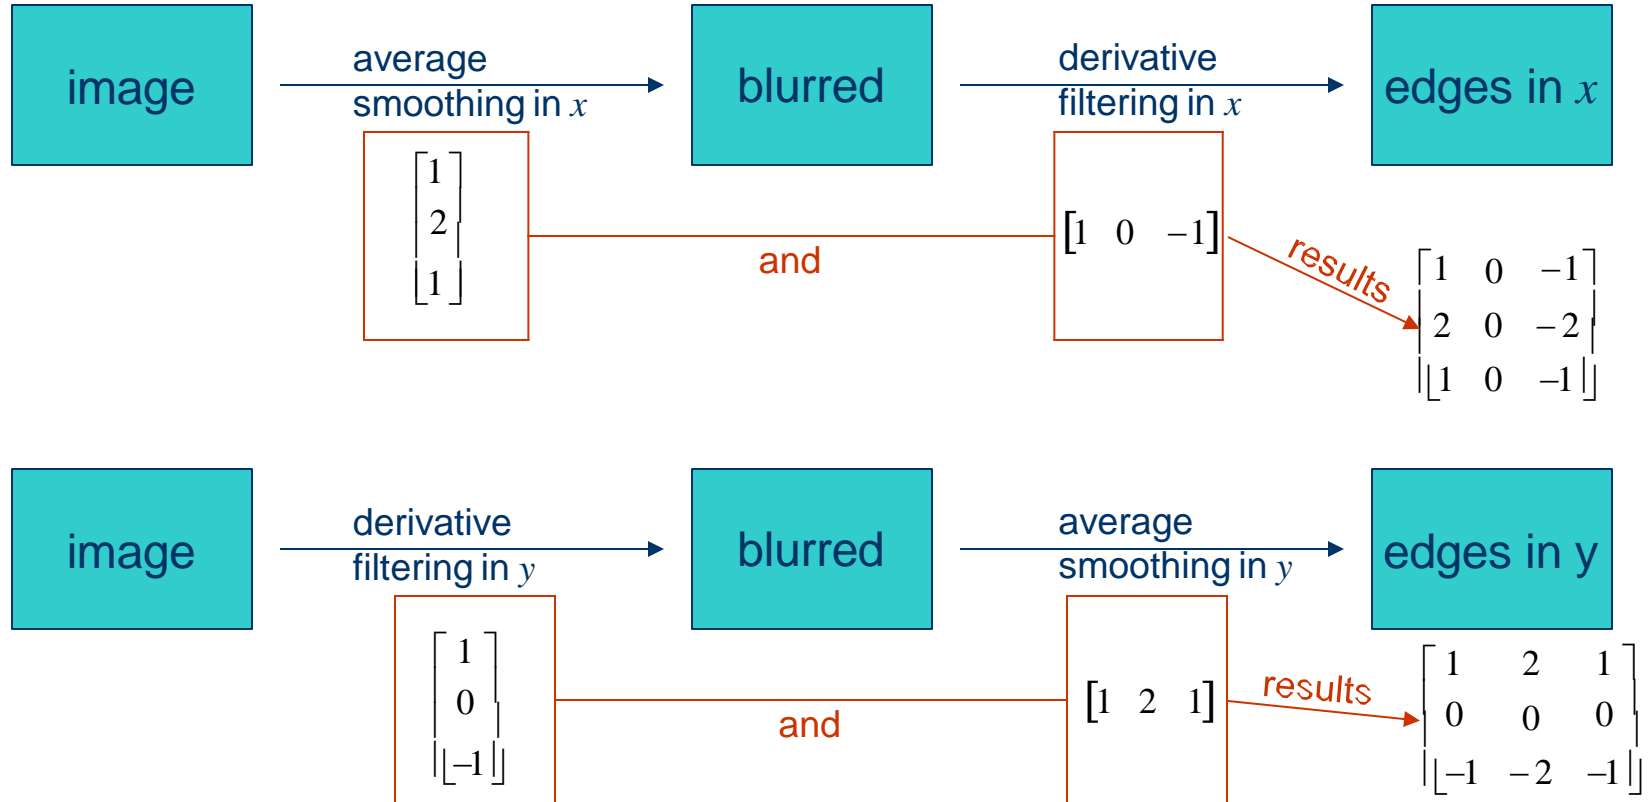 image
average
smoothing in x
blurred
derivative
filtering in x
edges in x
[1
2
1]
and
[1 0 −1]
results
[1 0 −1
2 0 −2
1 0 −1]
image
derivative
filtering in y
blurred
average
smoothing in y
edges in y
[1
0
−1]
and
[1 2 1]
results
[1 2 1
0 0 0
−1 −2 −1]